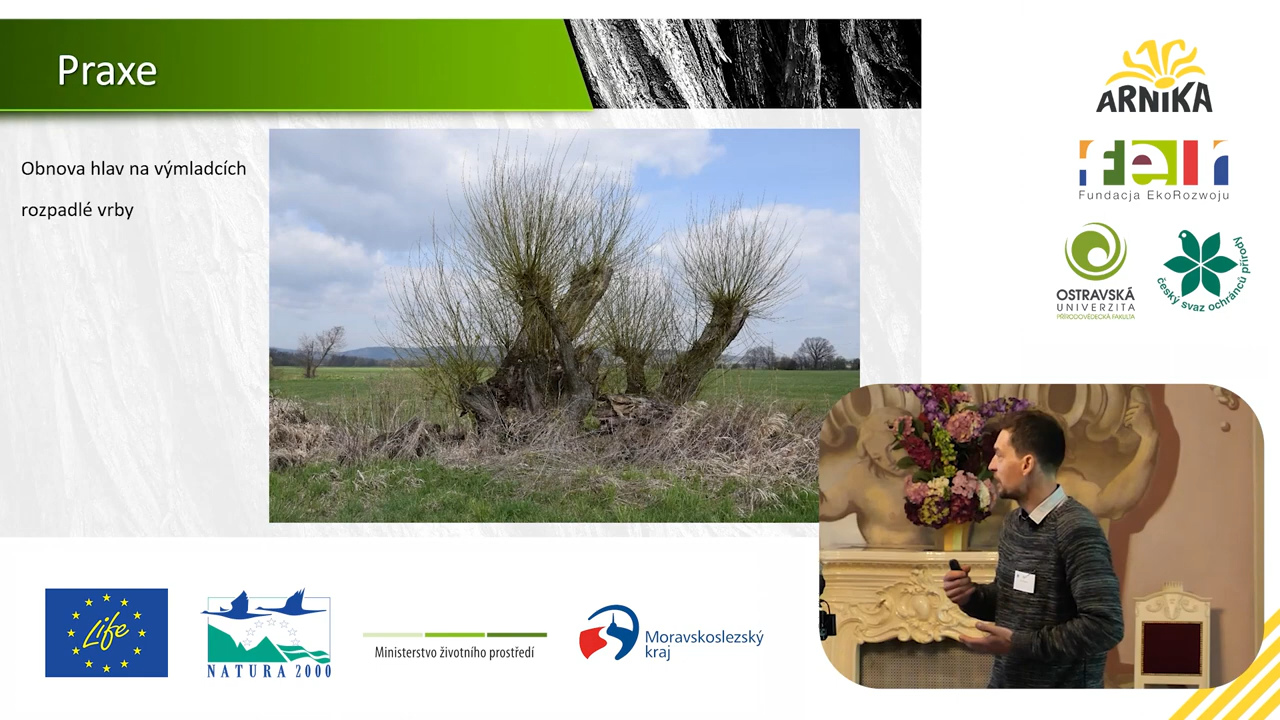 Praxe
Obnova hlav na výmladcích
rozpadlé vrby
ARNIKA
feri
Fundacja EkoRozwoju
OSTRAVSKÁ
UNIVERZITA
PŘÍRODOVĚDECKÁ FAKULTA
český svaz ochránců přírody
Life
NATURA 2000
Ministerstvo životního prostředí
Moravskoslezský
kraj